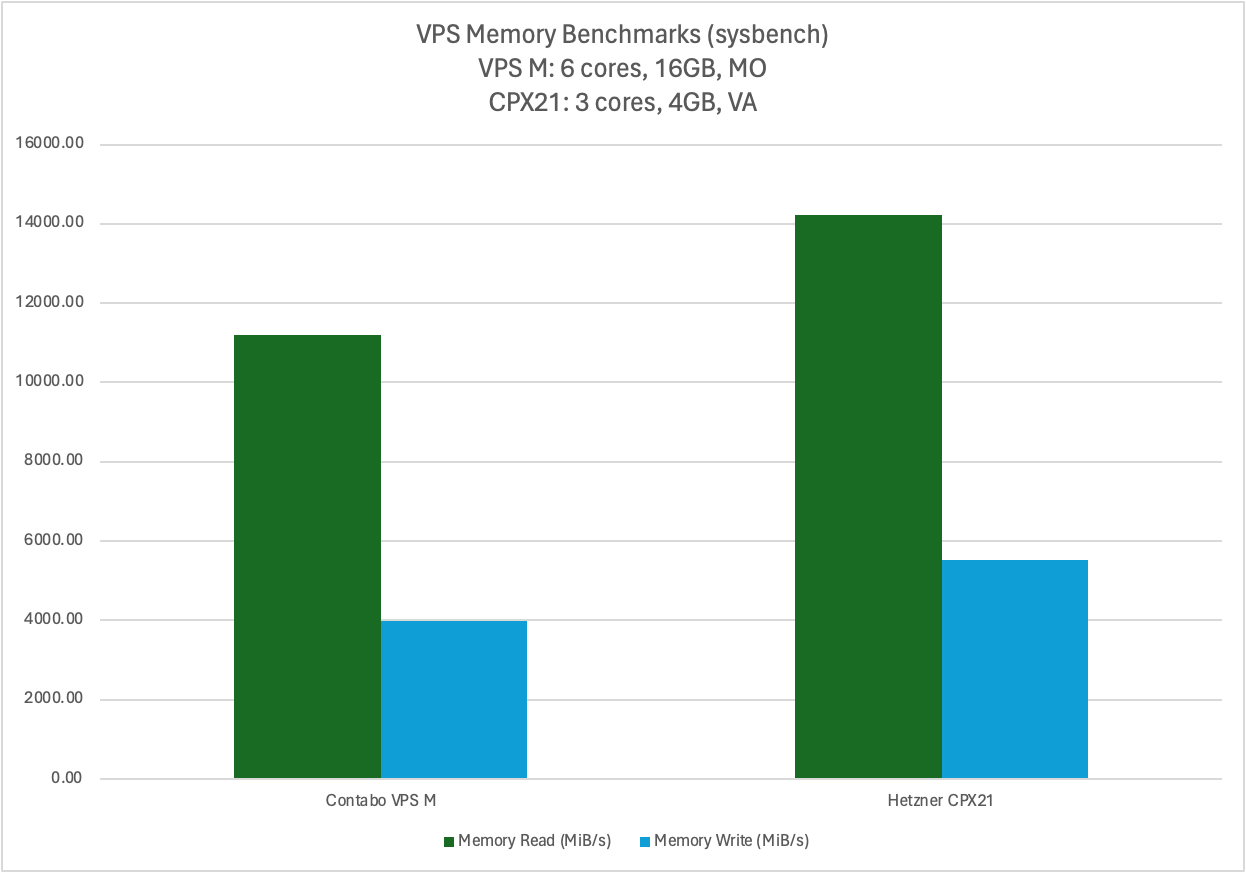 VPS Memory Benchmarks (sysbench)
VPS M: 6 cores, 16GB, MO
CPX21: 3 cores, 4GB, VA
16000.00
14000.00
12000.00
10000.00
8000.00
6000.00
4000.00
2000.00
0.00
Contabo VPS M
Hetzner CPX21
Memory Read (MiB/s)
Memory Write (MiB/s)